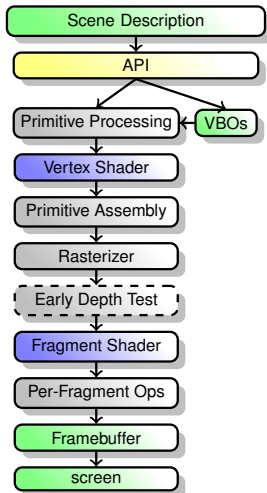 Scene Description
API
Primitive Processing
VBOs
Vertex Shader
Primitive Assembly
Rasterizer
Early Depth Test
Fragment Shader
Per-Fragment Ops
Framebuffer
screen